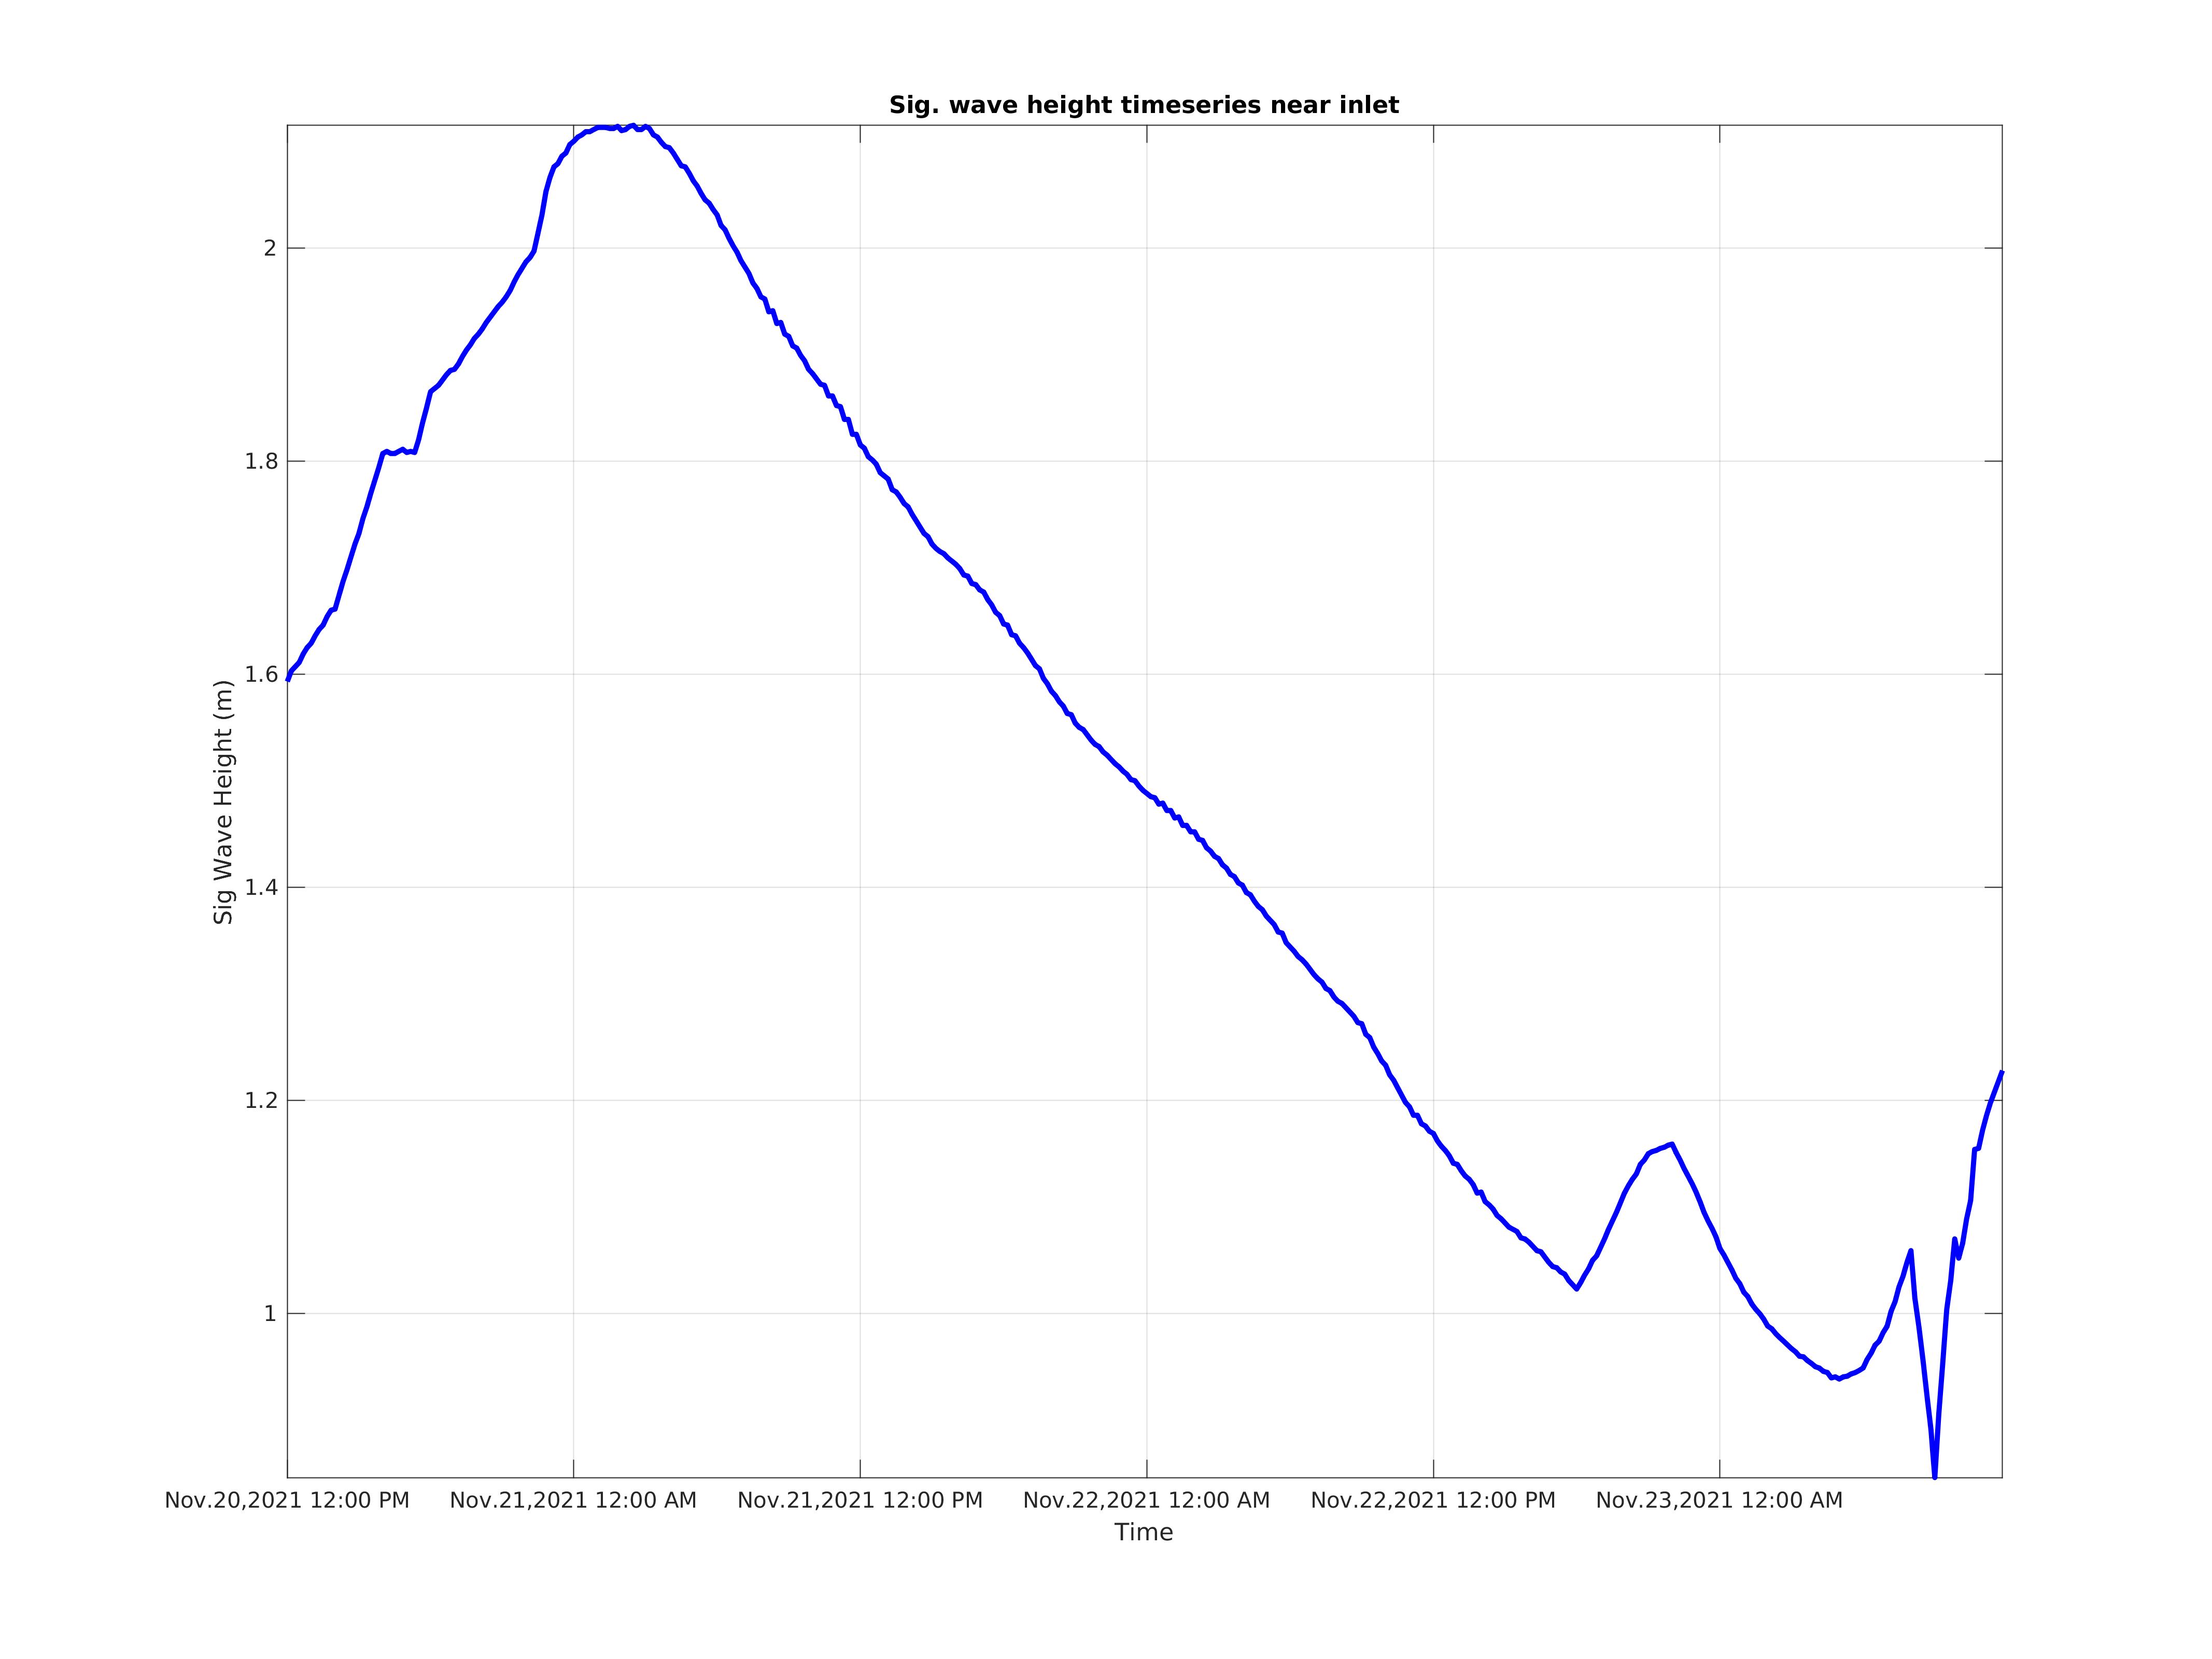 Sig. wave height timeseries near inlet
2
1.8
1.6
1.4
1.2
1
Sig Wave Height (m)
Nov.20,2021 12:00 PM
Nov.21,2021 12:00 AM
Nov.21,2021 12:00 PM
Nov.22,2021 12:00 AM
Nov.22,2021 12:00 PM
Nov.23,2021 12:00 AM
Time